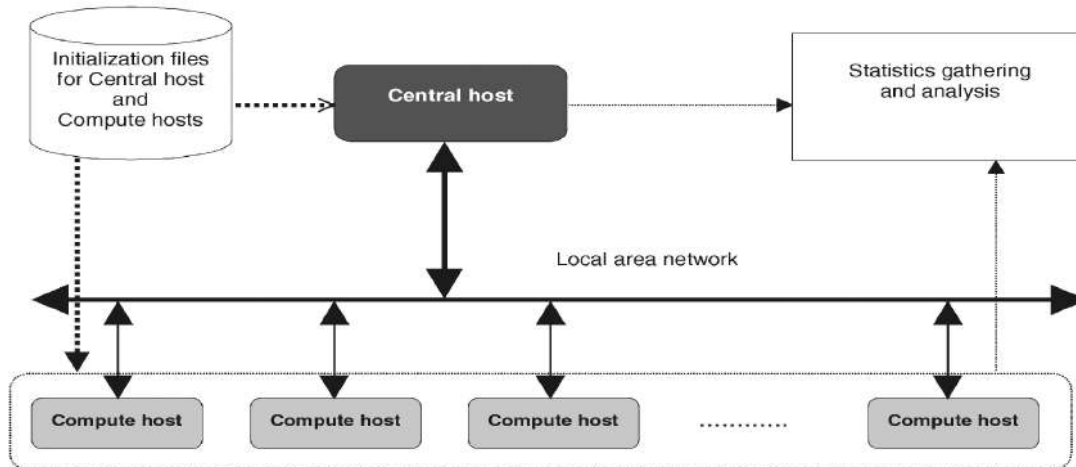 Initialization files
for Central host
and
Compute hosts
Central host
Statistics gathering
and analysis
Local area network
Compute host
Compute host
Compute host
Compute host